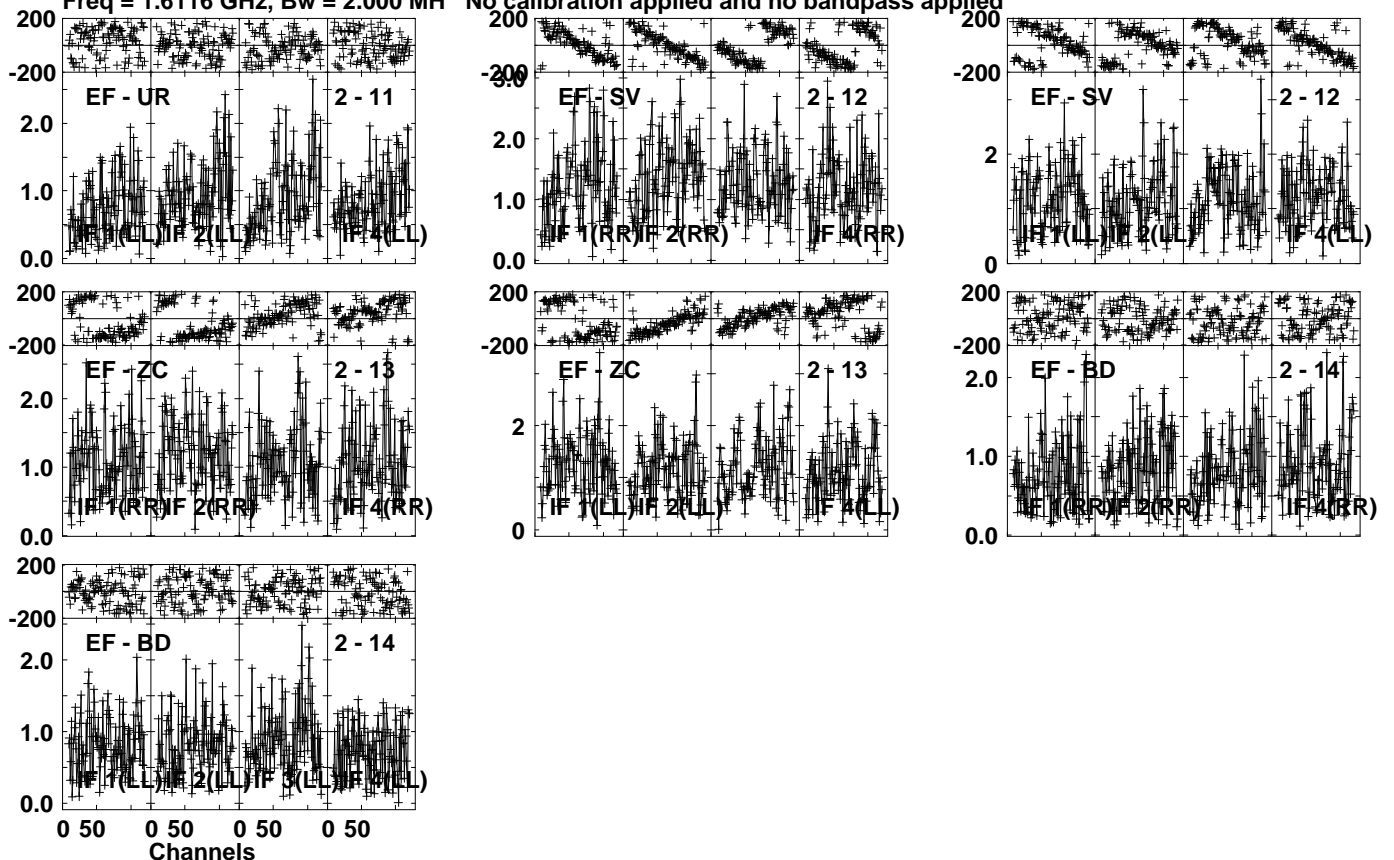 Freq = 1.6116 GHz, Bw = 2.000 MH No calibration applied and no bandpass applied
200
-200
EF - UR 2 - 11
2.0
1.0
0.0
IF 1(LL) IF 2(LL) IF 4(LL)
200
-200
3.0
EF - SV 2 - 12
2.0
1.0
0.0
IF 1(RR) IF 2(RR) IF 4(RR)
200
-200
EF - SV 2 - 12
2
0
IF 1(LL) IF 2(LL) IF 4(LL)
200
-200
EF - ZC 2 - 13
2.0
1.0
0.0
IF 1(RR) IF 2(RR) IF 4(RR)
200
-200
EF - ZC 2 - 13
2
0
IF 1(LL) IF 2(LL) IF 4(LL)
200
-200
EF - BD 2 - 14
2.0
1.0
0.0
IF 1(RR) IF 2(RR) IF 4(RR)
200
-200
EF - BD 2 - 14
2.0
1.0
0.0
IF 1(LL) IF 2(LL) IF 3(LL) IF 4(LL)
0 50 0 50 0 50 0 50
Channels